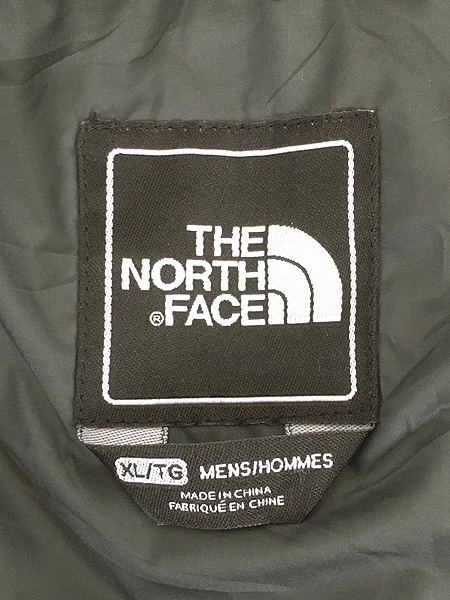 THE
NORTH
® FACE
XL/TG MENS/HOMMES
MADE IN CHINA
FABRIQUÉ EN CHINE